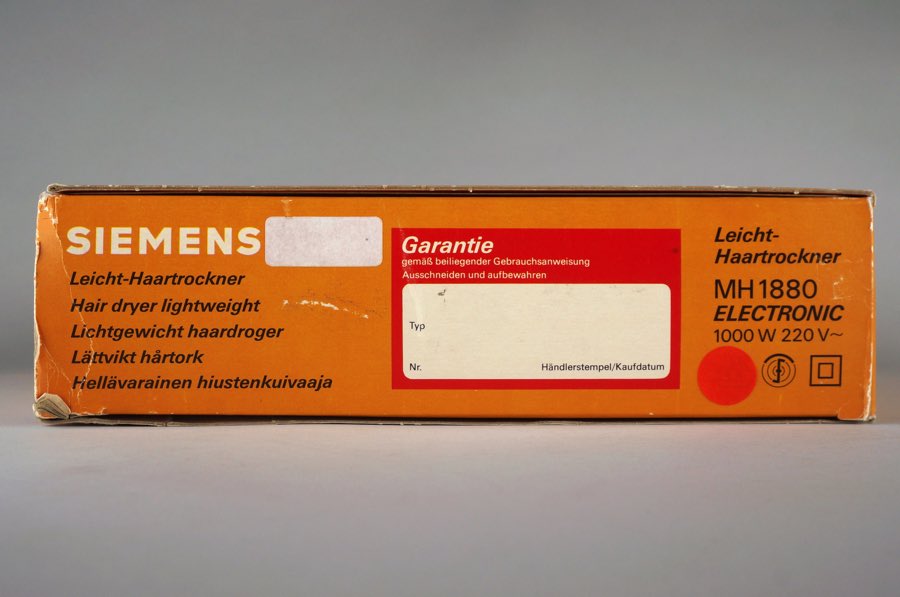 SIEMENS
Leicht-Haartrockner
Hair dryer lightweight
Lichtgewicht haardroger
Lättvikt hårtork
Hellävarainen hiustenkuivaaja
Garantie
gemäß beiliegender Gebrauchsanweisung
Ausschneiden und aufbewahren
Typ
Nr.
Händlerstempel/Kaufdatum
Leicht-
Haartrockner
MH 1880
ELECTRONIC
1000 W 220 V~